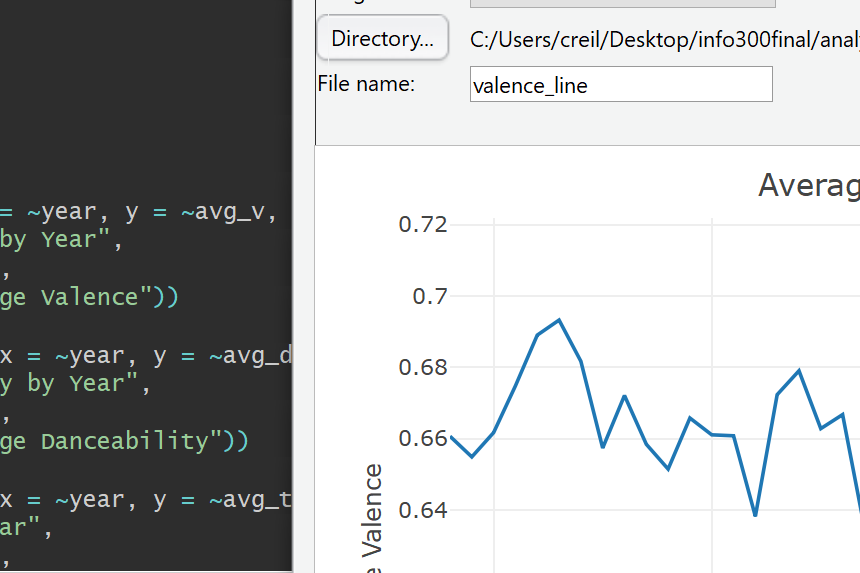 = ~year, y = ~avg_v,
by Year",
,
ge Valence"))
x = ~year, y = ~avg_d
y by Year",
,
ge Danceability"))
x = ~year, y = ~avg_t
ar",
,
Directory... C:/Users/creil/Desktop/info300final/anal
File name: valence_line
Averag
0.72
0.7
0.68
0.66
0.64
e Valence